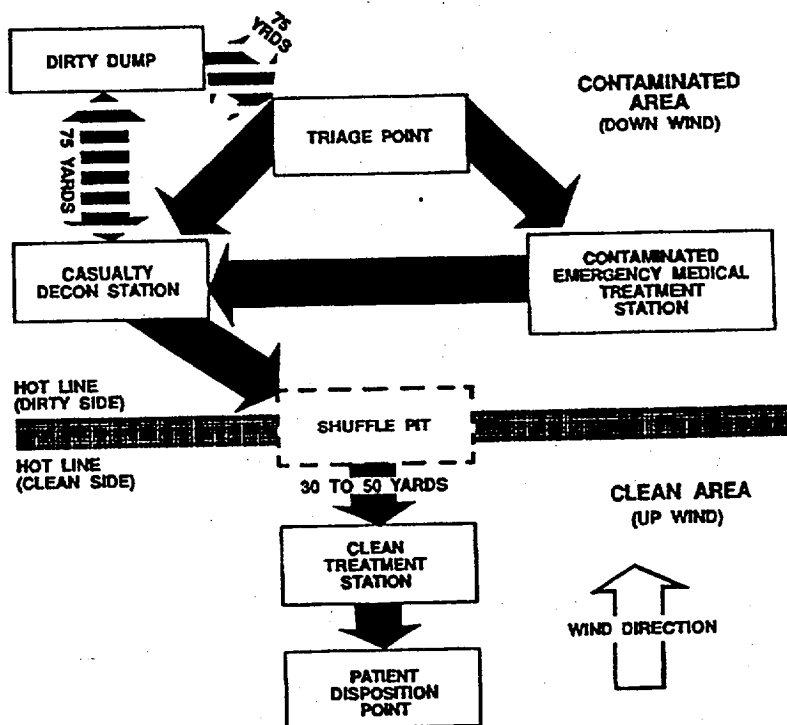 75
YRDS
DIRTY DUMP
CONTAMINATED
AREA
(DOWN WIND)
TRIAGE POINT
75 YARDS
CASUALTY
DECON STATION
CONTAMINATED
EMERGENCY MEDICAL
TREATMENT
STATION
HOT LINE
(DIRTY SIDE)
SHUFFLE PIT
HOT LINE
(CLEAN SIDE)
30 TO 50 YARDS
CLEAN AREA
(UP WIND)
CLEAN
TREATMENT
STATION
WIND DIRECTION
PATIENT
DISPOSITION
POINT